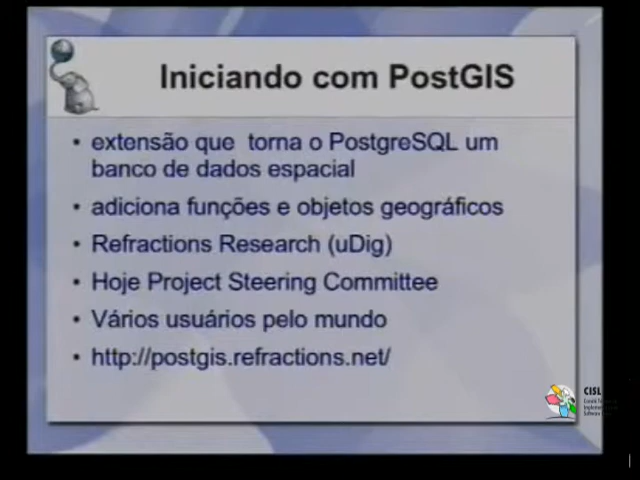 Iniciando com PostGIS
• extensão que torna o PostgreSQL um
banco de dados espacial
• adiciona funções e objetos geográficos
• Refractions Research (uDig)
• Hoje Project Steering Committee
• Vários usuários pelo mundo
• http://postgis.refractions.net/
CISL